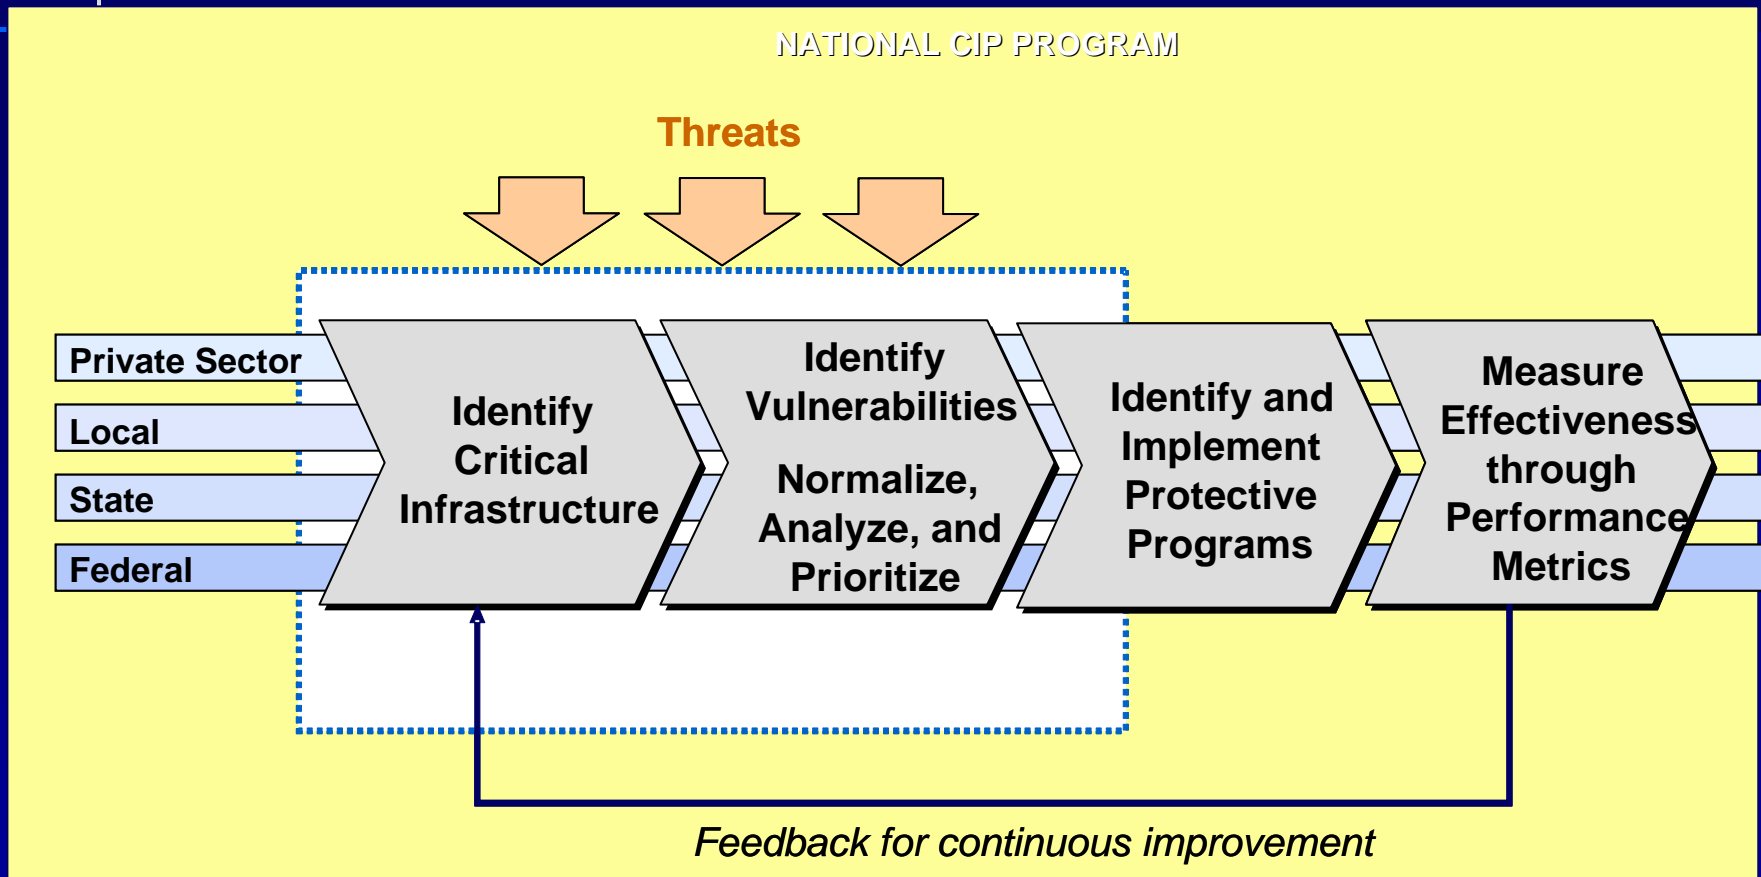 NATIONAL CIP PROGRAM
Threats
Private Sector
Local
State
Federal
Identify
Critical
Infrastructure
Identify
Vulnerabilities
Normalize,
Analyze, and
Prioritize
Identify and
Implement
Protective
Programs
Measure
Effectiveness
through
Performance
Metrics
Feedback for continuous improvement